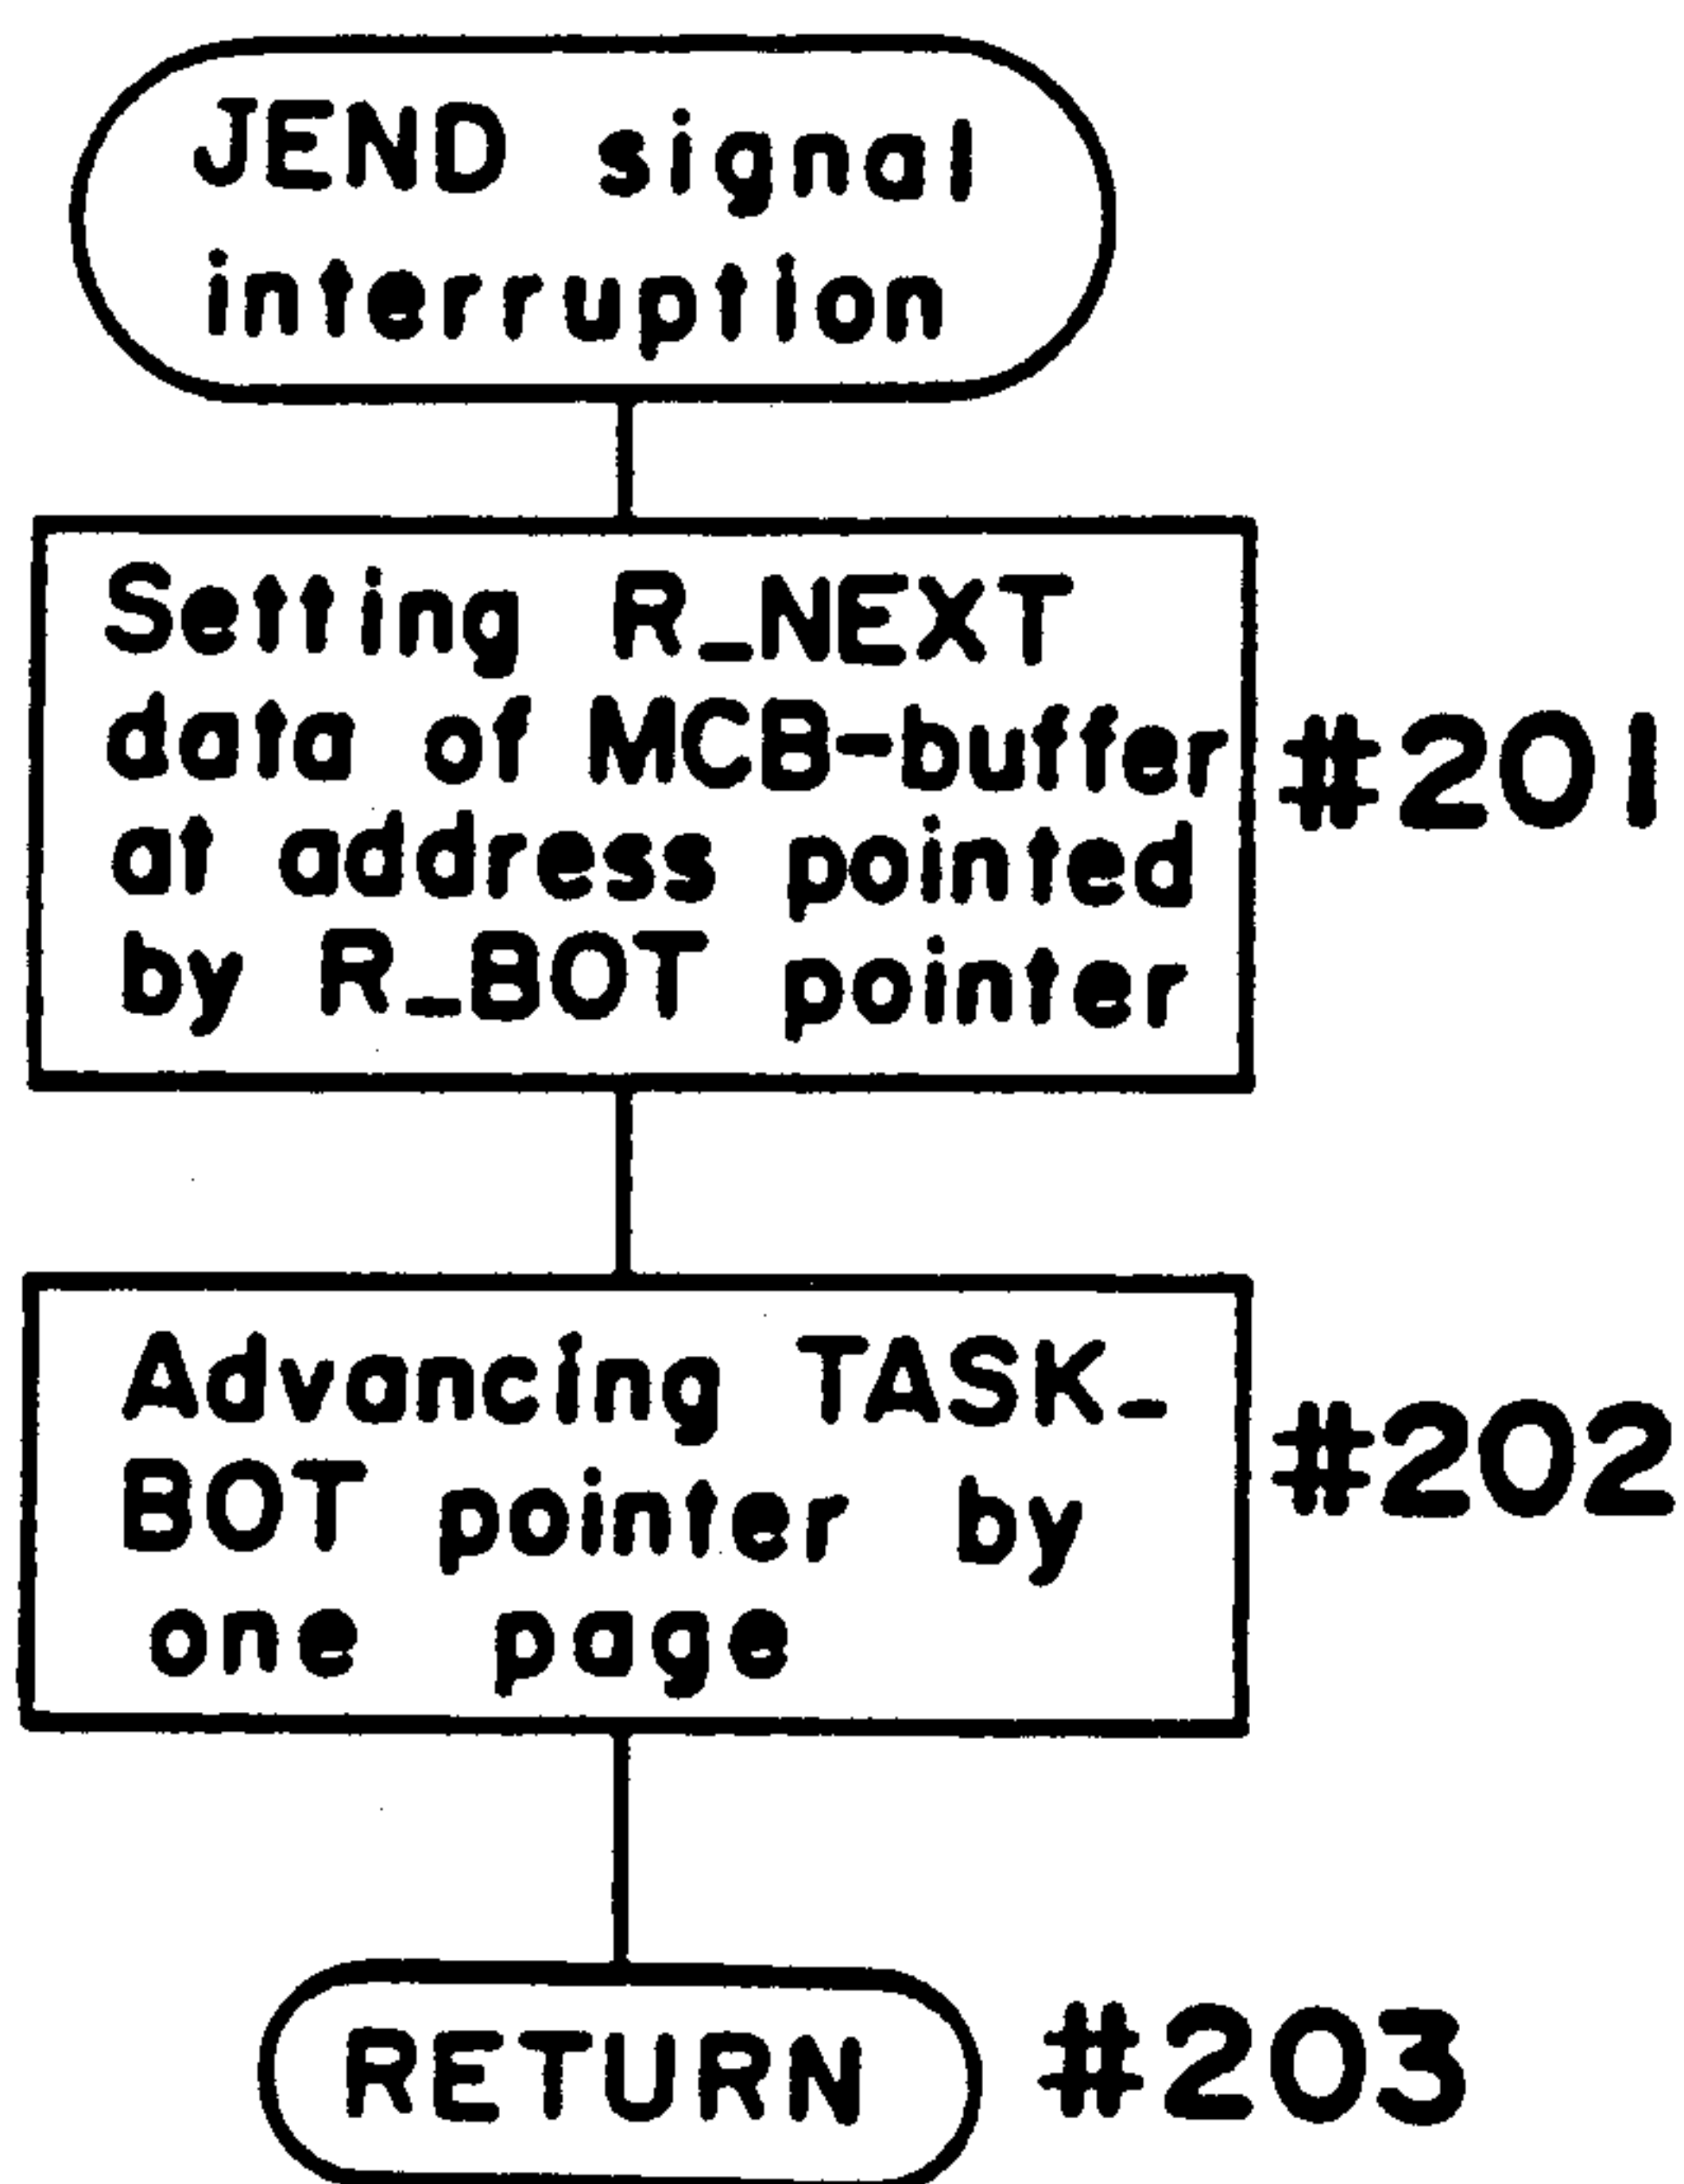 JEND signal
interruption
Setting R_NEXT
data of MCB-buffer
at address pointed
by R_BOT pointer
#201
Advancing TASK_
BOT pointer by
one page
#202
RETURN
#203